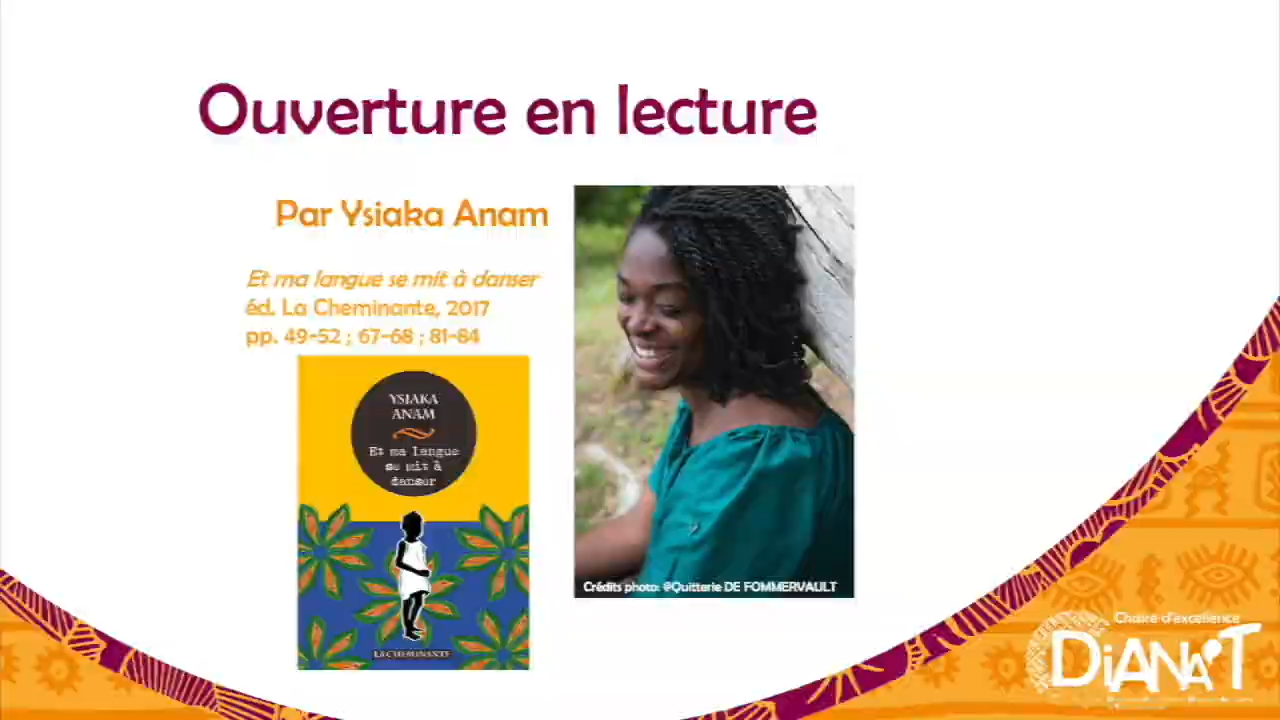 Ouverture en lecture
Par Ysiaka Anam
Et ma langue se mit à danser
éd. La Cheminante, 2017
pp. 49-52 ; 67-68 ; 81-84
YSIAKA
ANAM
Et ma langue
se mit à
danser
LA CHEMINANTE
Crédits photo: @Quitterie DE FOMMERVAULT
Chaire d'excellence
DiANA'T